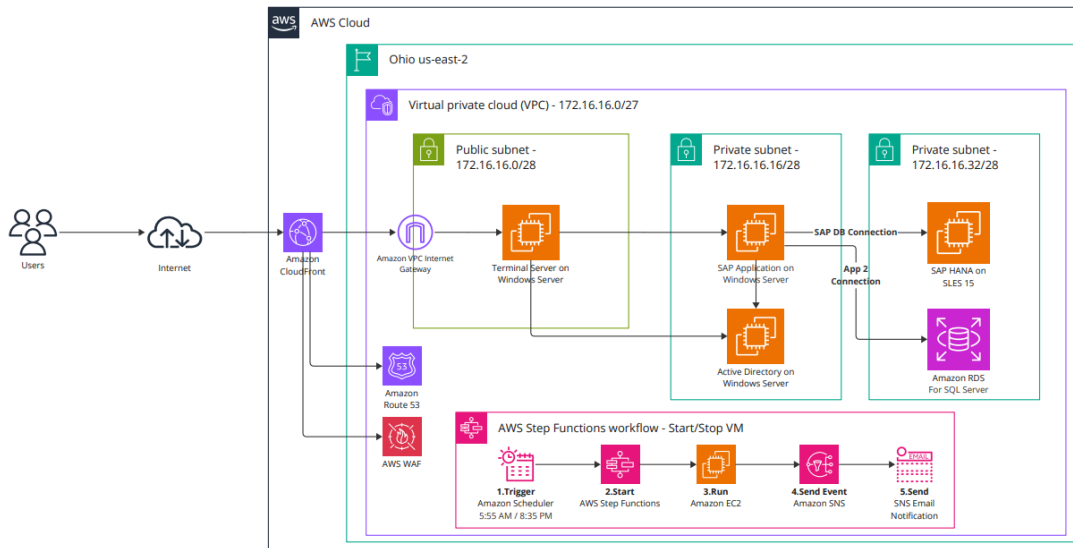 aws
AWS Cloud
Ohio us-east-2
Virtual private cloud (VPC) - 172.16.16.0/27
Public subnet -
172.16.16.0/28
Private subnet -
172.16.16.16/28
Private subnet -
172.16.16.32/28
Users
Internet
Amazon
CloudFront
Amazon VPC Internet
Gateway
Terminal Server on
Windows Server
SAP Application on
Windows Server
SAP DB Connection
App 2
Connection
SAP HANA on
SLES 15
Active Directory on
Windows Server
Amazon RDS
For SQL Server
53
Amazon
Route 53
AWS WAF
AWS Step Functions workflow - Start/Stop VM
1.Trigger
Amazon Scheduler
5:55 AM / 8:35 PM
2.Start
AWS Step Functions
3.Run
Amazon EC2
4.Send Event
Amazon SNS
EMAIL
5.Send
SNS Email
Notification